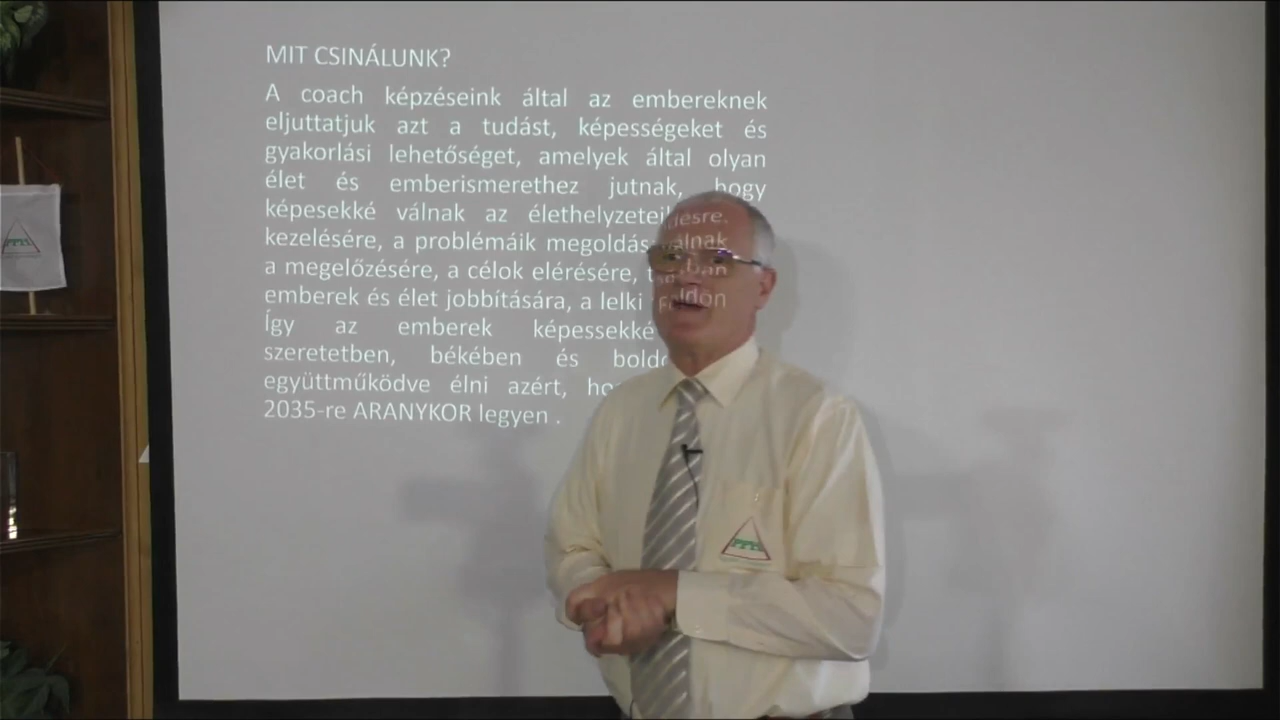 MIT CSINÁLUNK?
A coach képzéseink által az embereknek
eljuttatjuk azt a tudást, képességeket és
gyakorlási lehetőséget, amelyek által olyan
élet és emberismerethez jutnak, hogy
képesekké válnak az élethelyzeteik
kezelésére, a problémáik megoldás
a megelőzésére, a célok elérésére,
emberek és élet jobbítására, a lelki
Így az emberek képessekké válnak
szeretetben, békében és
együttműködve élni azért,
2035-re ARANYKOR legyen .